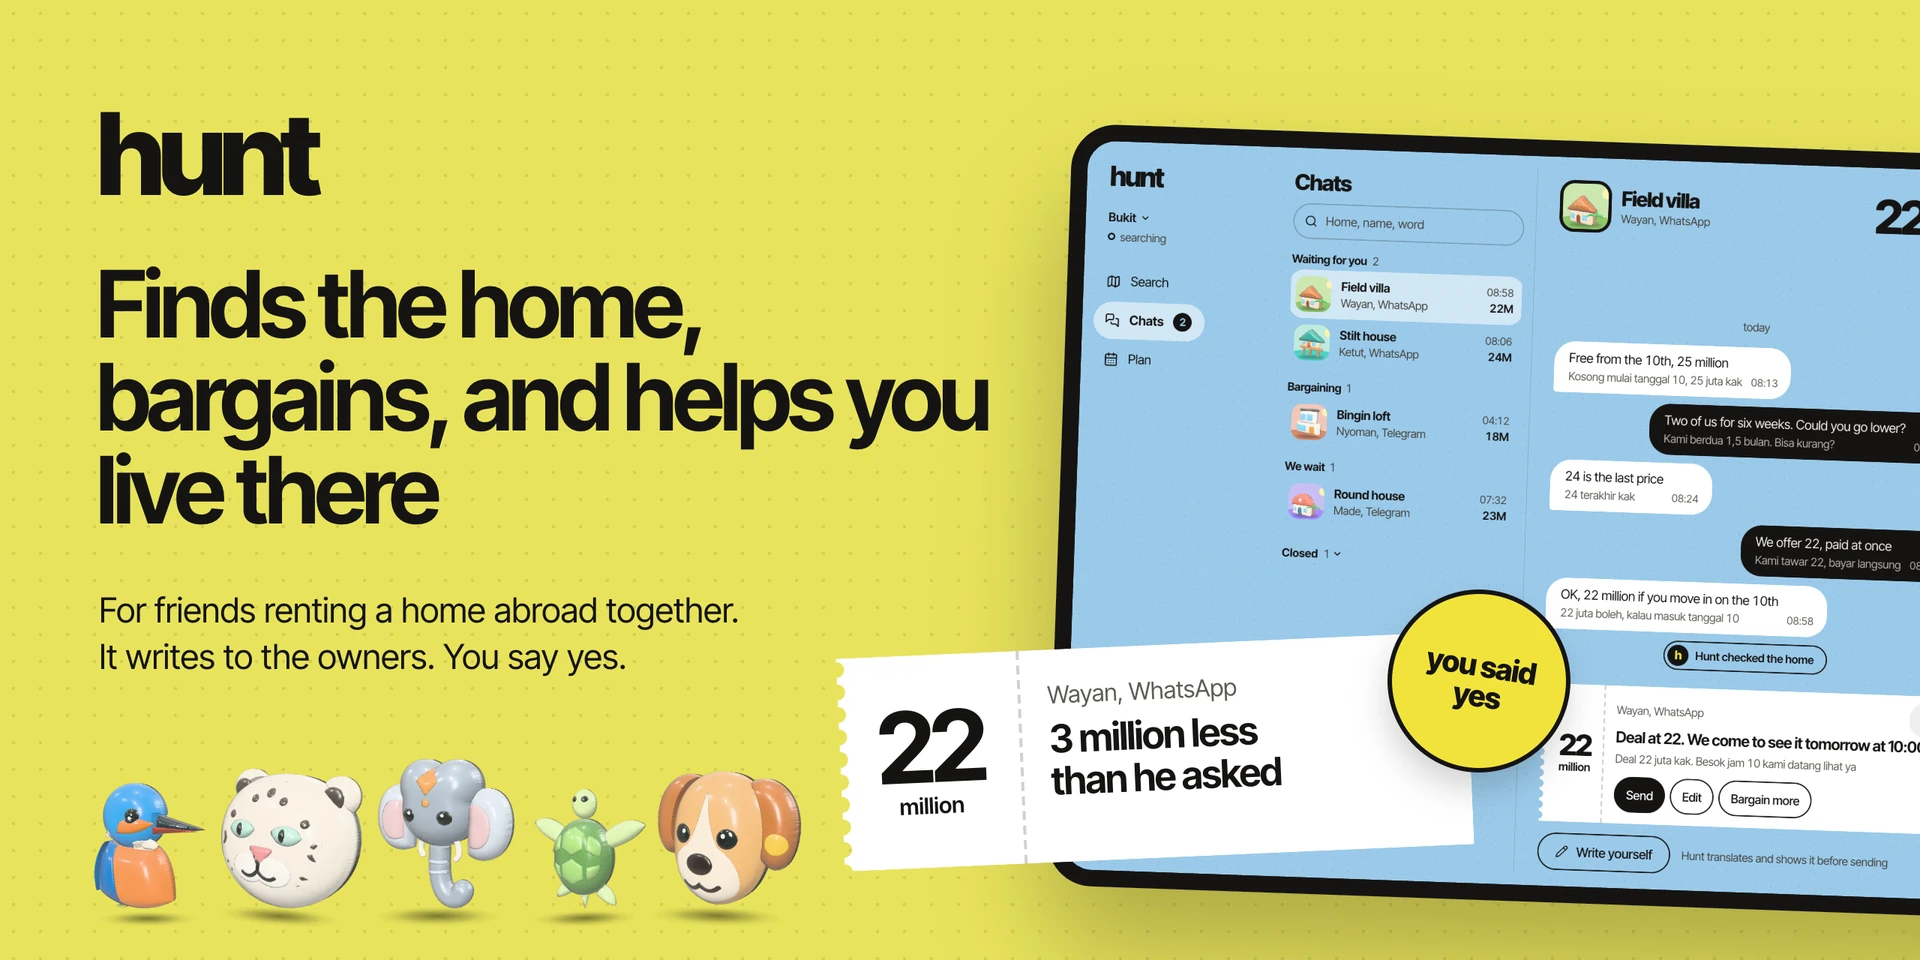 hunt
Finds the home,
bargains, and helps you
live there
For friends renting a home abroad together.
It writes to the owners. You say yes.
22
million
Wayan, WhatsApp
3 million less
than he asked
you said
yes
hunt
Bukit
searching
Search
Chats 2
Plan
Chats
Home, name, word
Waiting for you 2
Field villa 08:58
Wayan, WhatsApp 22M
Stilt house 08:06
Ketut, WhatsApp 24M
Bargaining 1
Bingin loft 04:12
Nyoman, Telegram 18M
We wait 1
Round house 07:32
Made, Telegram 23M
Closed 1
Field villa
Wayan, WhatsApp
22
today
Free from the 10th, 25 million
Kosong mulai tanggal 10, 25 juta kak 08:13
Two of us for six weeks. Could you go lower?
Kami berdua 1,5 bulan. Bisa kurang?
24 is the last price
24 terakhir kak 08:24
We offer 22, paid at once
Kami tawar 22, bayar langsung
OK, 22 million if you move in on the 10th
22 juta boleh, kalau masuk tanggal 10 08:58
h Hunt checked the home
22
million
Wayan, WhatsApp
Deal at 22. We come to see it tomorrow at 10:00
Deal 22 juta kak. Besok jam 10 kami datang lihat ya
Send Edit Bargain more
Write yourself
Hunt translates and shows it before sending